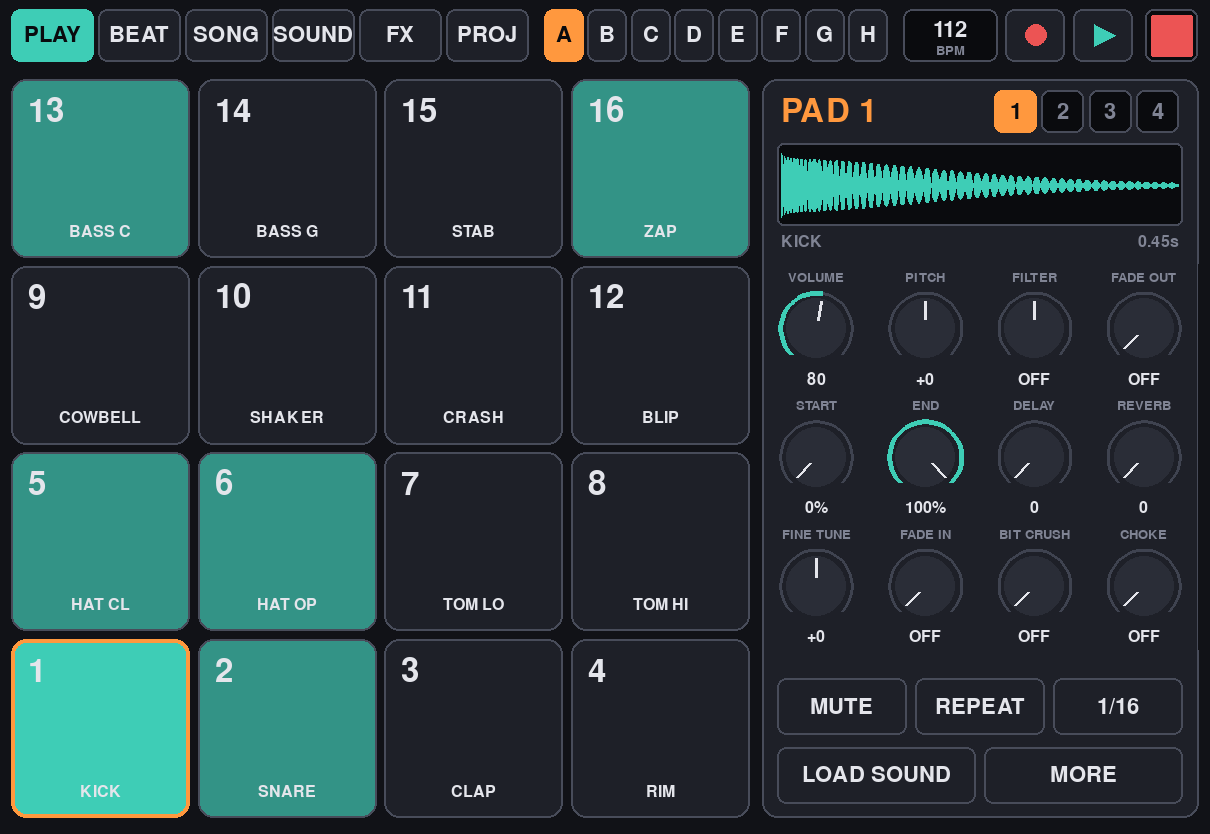 PLAY BEAT SONG SOUND FX PROJ A B C D E F G H 112 BPM
13 14 15 16
BASS C BASS G STAB ZAP
9 10 11 12
COWBELL SHAKER CRASH BLIP
5 6 7 8
HAT CL HAT OP TOM LO TOM HI
1 2 3 4
KICK SNARE CLAP RIM
PAD 1 1 2 3 4
KICK 0.45s
VOLUME PITCH FILTER FADE OUT
80 +0 OFF OFF
START END DELAY REVERB
0% 100% 0 0
FINE TUNE FADE IN BIT CRUSH CHOKE
+0 OFF OFF OFF
MUTE REPEAT 1/16
LOAD SOUND MORE